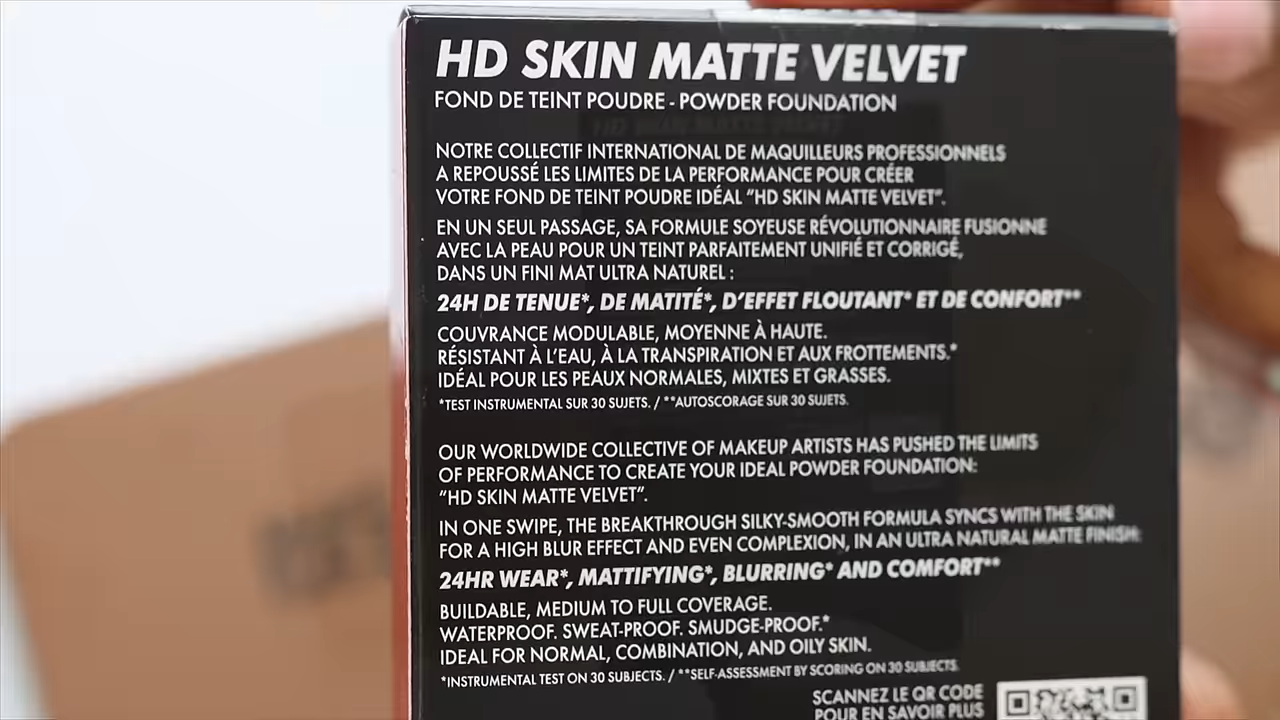 HD SKIN MATTE VELVET
FOND DE TEINT POUDRE - POWDER FOUNDATION
NOTRE COLLECTIF INTERNATIONAL DE MAQUILLEURS PROFESSIONNELS
A REPOUSSÉ LES LIMITES DE LA PERFORMANCE POUR CRÉER
VOTRE FOND DE TEINT POUDRE IDÉAL “HD SKIN MATTE VELVET”.
EN UN SEUL PASSAGE, SA FORMULE SOYEUSE RÉVOLUTIONNAIRE FUSIONNE
AVEC LA PEAU POUR UN TEINT PARFAITEMENT UNIFIÉ ET CORRIGÉ,
DANS UN FINI MAT ULTRA NATUREL :
24H DE TENUE*, DE MATITÉ*, D’EFFET FLOUTANT* ET DE CONFORT**
COUVRANCE MODULABLE, MOYENNE À HAUTE.
RÉSISTANT À L’EAU, À LA TRANSPIRATION ET AUX FROTTEMENTS.*
IDÉAL POUR LES PEAUX NORMALES, MIXTES ET GRASSES.
*TEST INSTRUMENTAL SUR 30 SUJETS. / **AUTOSCORAGE SUR 30 SUJETS.
OUR WORLDWIDE COLLECTIVE OF MAKEUP ARTISTS HAS PUSHED THE LIMITS
OF PERFORMANCE TO CREATE YOUR IDEAL POWDER FOUNDATION:
“HD SKIN MATTE VELVET”.
IN ONE SWIPE, THE BREAKTHROUGH SILKY-SMOOTH FORMULA SYNCS WITH THE SKIN
FOR A HIGH BLUR EFFECT AND EVEN COMPLEXION, IN AN ULTRA NATURAL MATTE FINISH:
24HR WEAR*, MATTIFYING*, BLURRING* AND COMFORT**
BUILDABLE, MEDIUM TO FULL COVERAGE.
WATERPROOF. SWEAT-PROOF. SMUDGE-PROOF.*
IDEAL FOR NORMAL, COMBINATION, AND OILY SKIN.
*INSTRUMENTAL TEST ON 30 SUBJECTS. / **SELF-ASSESSMENT BY SCORING ON 30 SUBJECTS.
SCANNEZ LE QR CODE
POUR EN SAVOIR PLUS